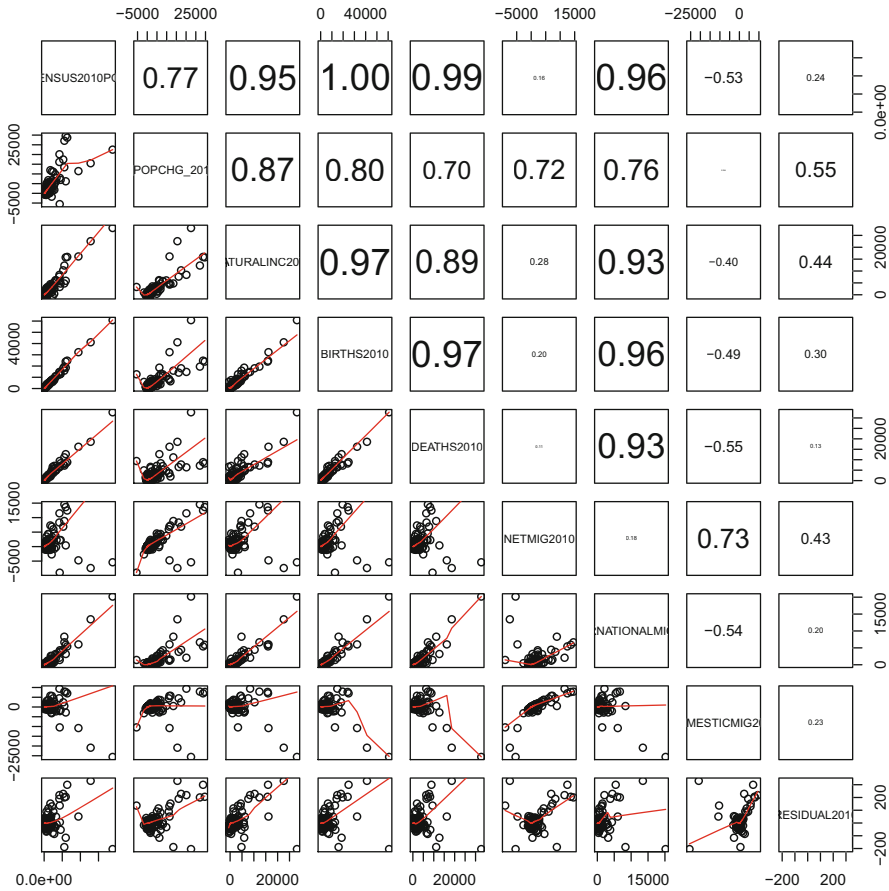 -5000 25000 0 40000 -5000 15000 -25000 0
ENSUS2010PO 0.77 0.95 1.00 0.99 0.16 0.96 −0.53 0.24
0.0e+00
25000
-5000
POPCHG_201 0.87 0.80 0.70 0.72 0.76 0.55
ATURALINC20 0.97 0.89 0.28 0.93 −0.40 0.44
20000
0
40000
0
BIRTHS2010 0.97 0.20 0.96 −0.49 0.30
DEATHS2010 0.11 0.93 −0.55 0.13
20000
0
15000
-5000
NETMIG2010 0.18 0.73 0.43
RNATIONALMIG −0.54 0.20
15000
0
0
-25000
MESTICMIG20 0.23
RESIDUAL2010
200
-200
0.0e+00 0 20000 0 20000 0 15000 -200 200